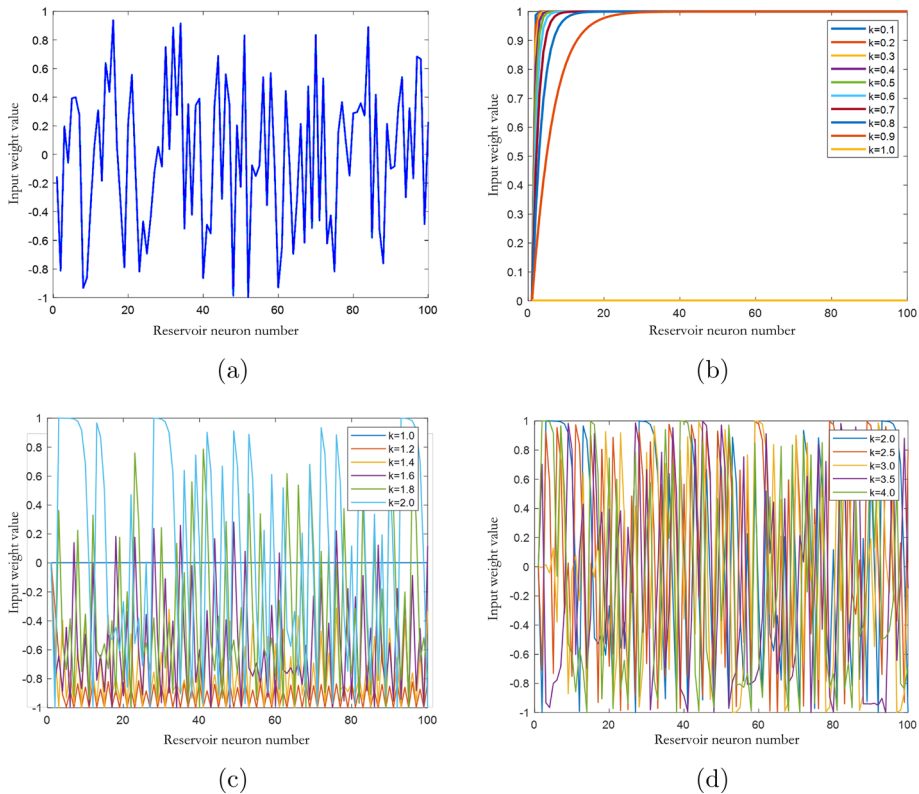 1
0.8
0.6
0.4
0.2
0
-0.2
-0.4
-0.6
-0.8
-1
0 20 40 60 80 100
Input weight value
Reservoir neuron number
(a)
1
0.9
0.8
0.7
0.6
0.5
0.4
0.3
0.2
0.1
0
0 20 40 60 80 100
Input weight value
Reservoir neuron number
k=0.1
k=0.2
k=0.3
k=0.4
k=0.5
k=0.6
k=0.7
k=0.8
k=0.9
k=1.0
(b)
1
0.8
0.6
0.4
0.2
0
-0.2
-0.4
-0.6
-0.8
-1
0 20 40 60 80 100
Input weight value
Reservoir neuron number
k=1.0
k=1.2
k=1.4
k=1.6
k=1.8
k=2.0
(c)
1
0.8
0.6
0.4
0.2
0
-0.2
-0.4
-0.6
-0.8
-1
0 20 40 60 80 100
Input weight value
Reservoir neuron number
k=2.0
k=2.5
k=3.0
k=3.5
k=4.0
(d)